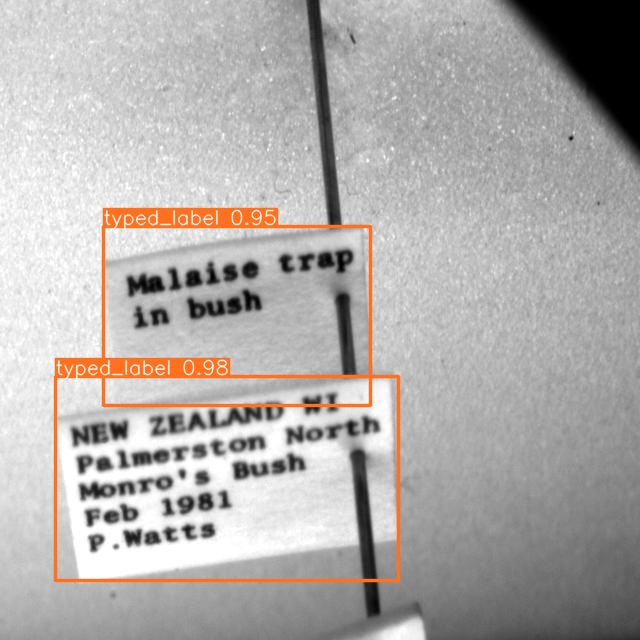 typed_label 0.95
Malaise trap
in bush
typed_label 0.98
NEW ZEALAND WI
Palmerston North
Monro's Bush
Feb 1981
P.Watts